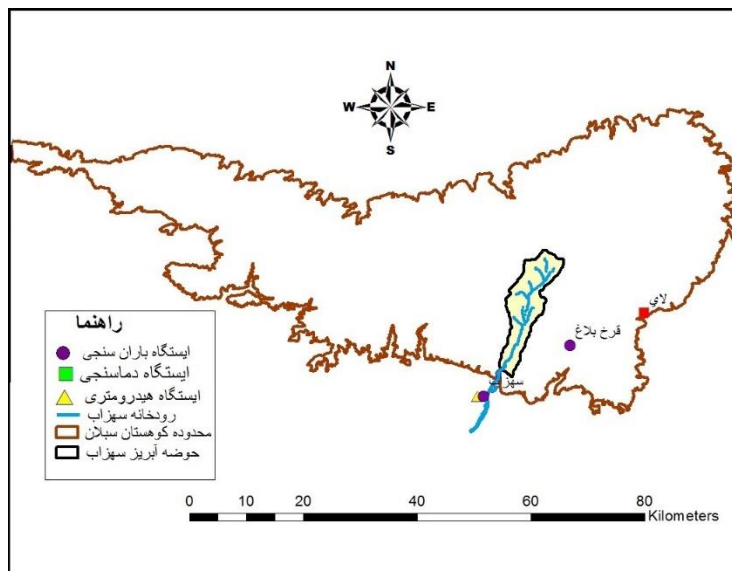 N
W E
S
لاي
قرخ بلاغ
سهزاب
راهنما
ایستگاه باران سنجی
ایستگاه دماسنجی
ایستگاه هیدرومتری
رودخانه سهزاب
محدوده کوهستان سبلان
حوضه آبریز سهزاب
0 10 20 40 60 80
Kilometers